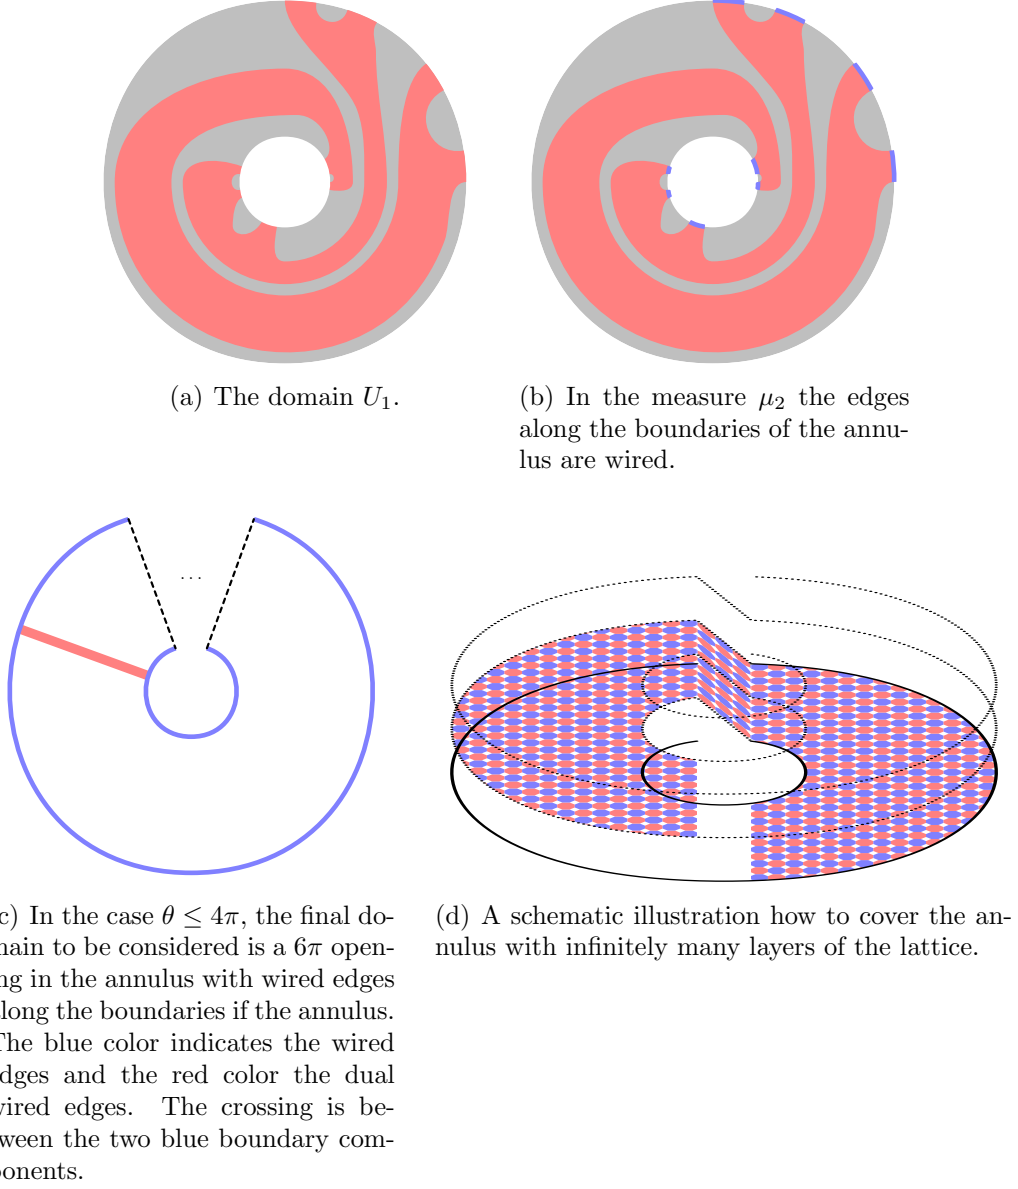 (a) The domain U₁.
(b) In the measure μ₂ the edges
along the boundaries of the annu-
lus are wired.
. . .
c) In the case θ ≤ 4π, the final do-
main to be considered is a 6π open-
ng in the annulus with wired edges
long the boundaries if the annulus.
The blue color indicates the wired
dges and the red color the dual
wired edges. The crossing is be-
ween the two blue boundary com-
onents.
(d) A schematic illustration how to cover the an-
nulus with infinitely many layers of the lattice.